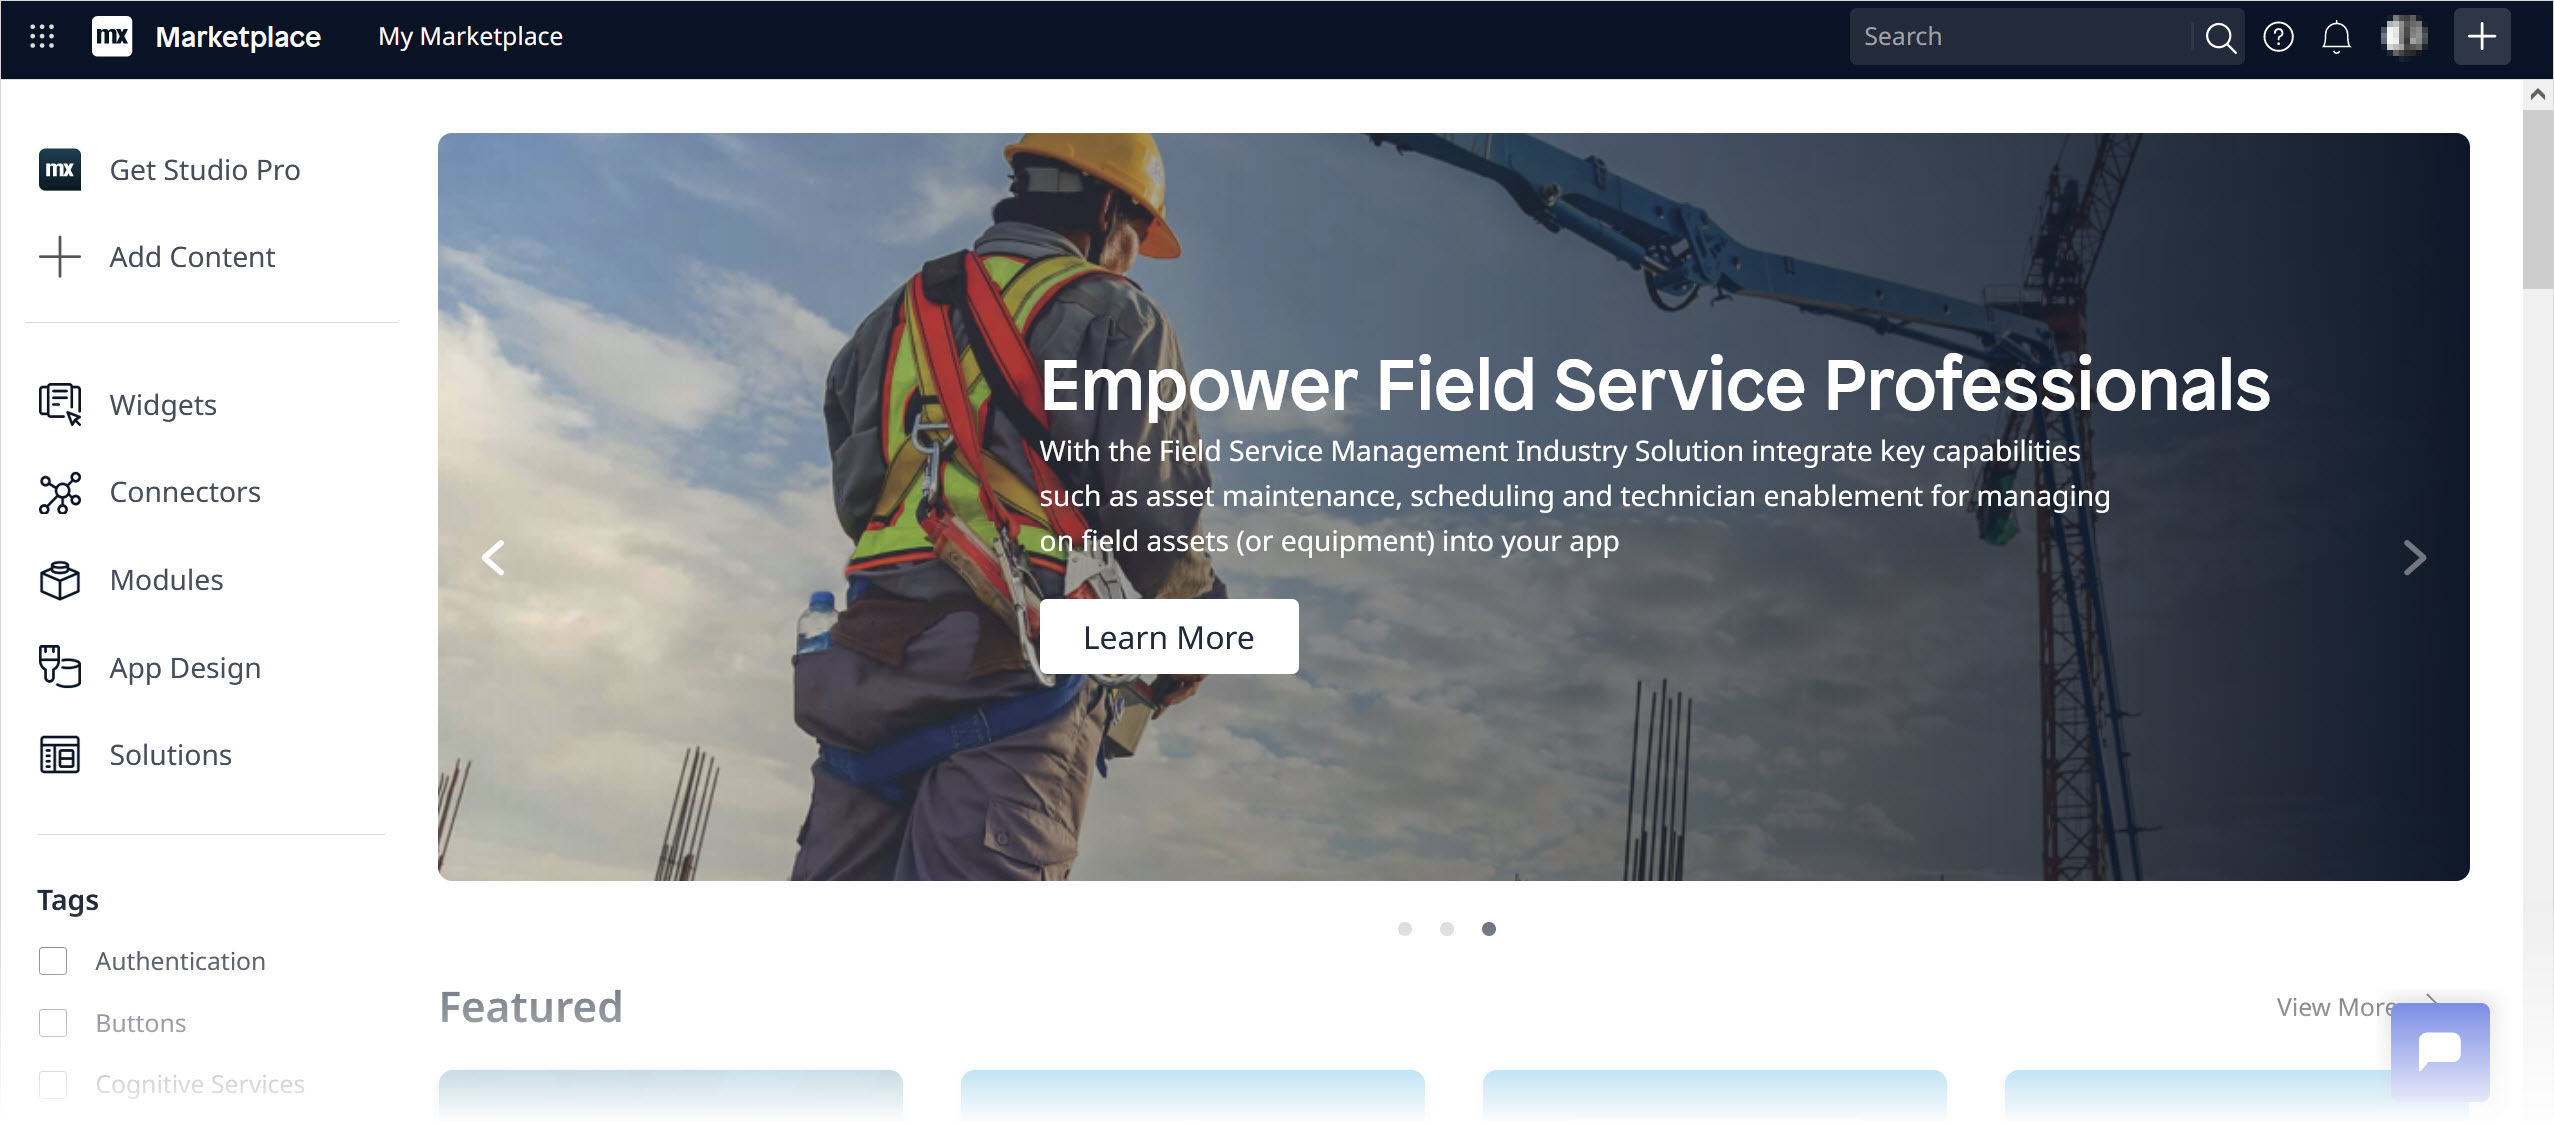 mx Marketplace My Marketplace Search
mx Get Studio Pro
Add Content
Widgets
Connectors
Modules
App Design
Solutions
Tags
Authentication
Buttons
Cognitive Services
Empower Field Service Professionals
With the Field Service Management Industry Solution integrate key capabilities
such as asset maintenance, scheduling and technician enablement for managing
on field assets (or equipment) into your app
Learn More
Featured
View More